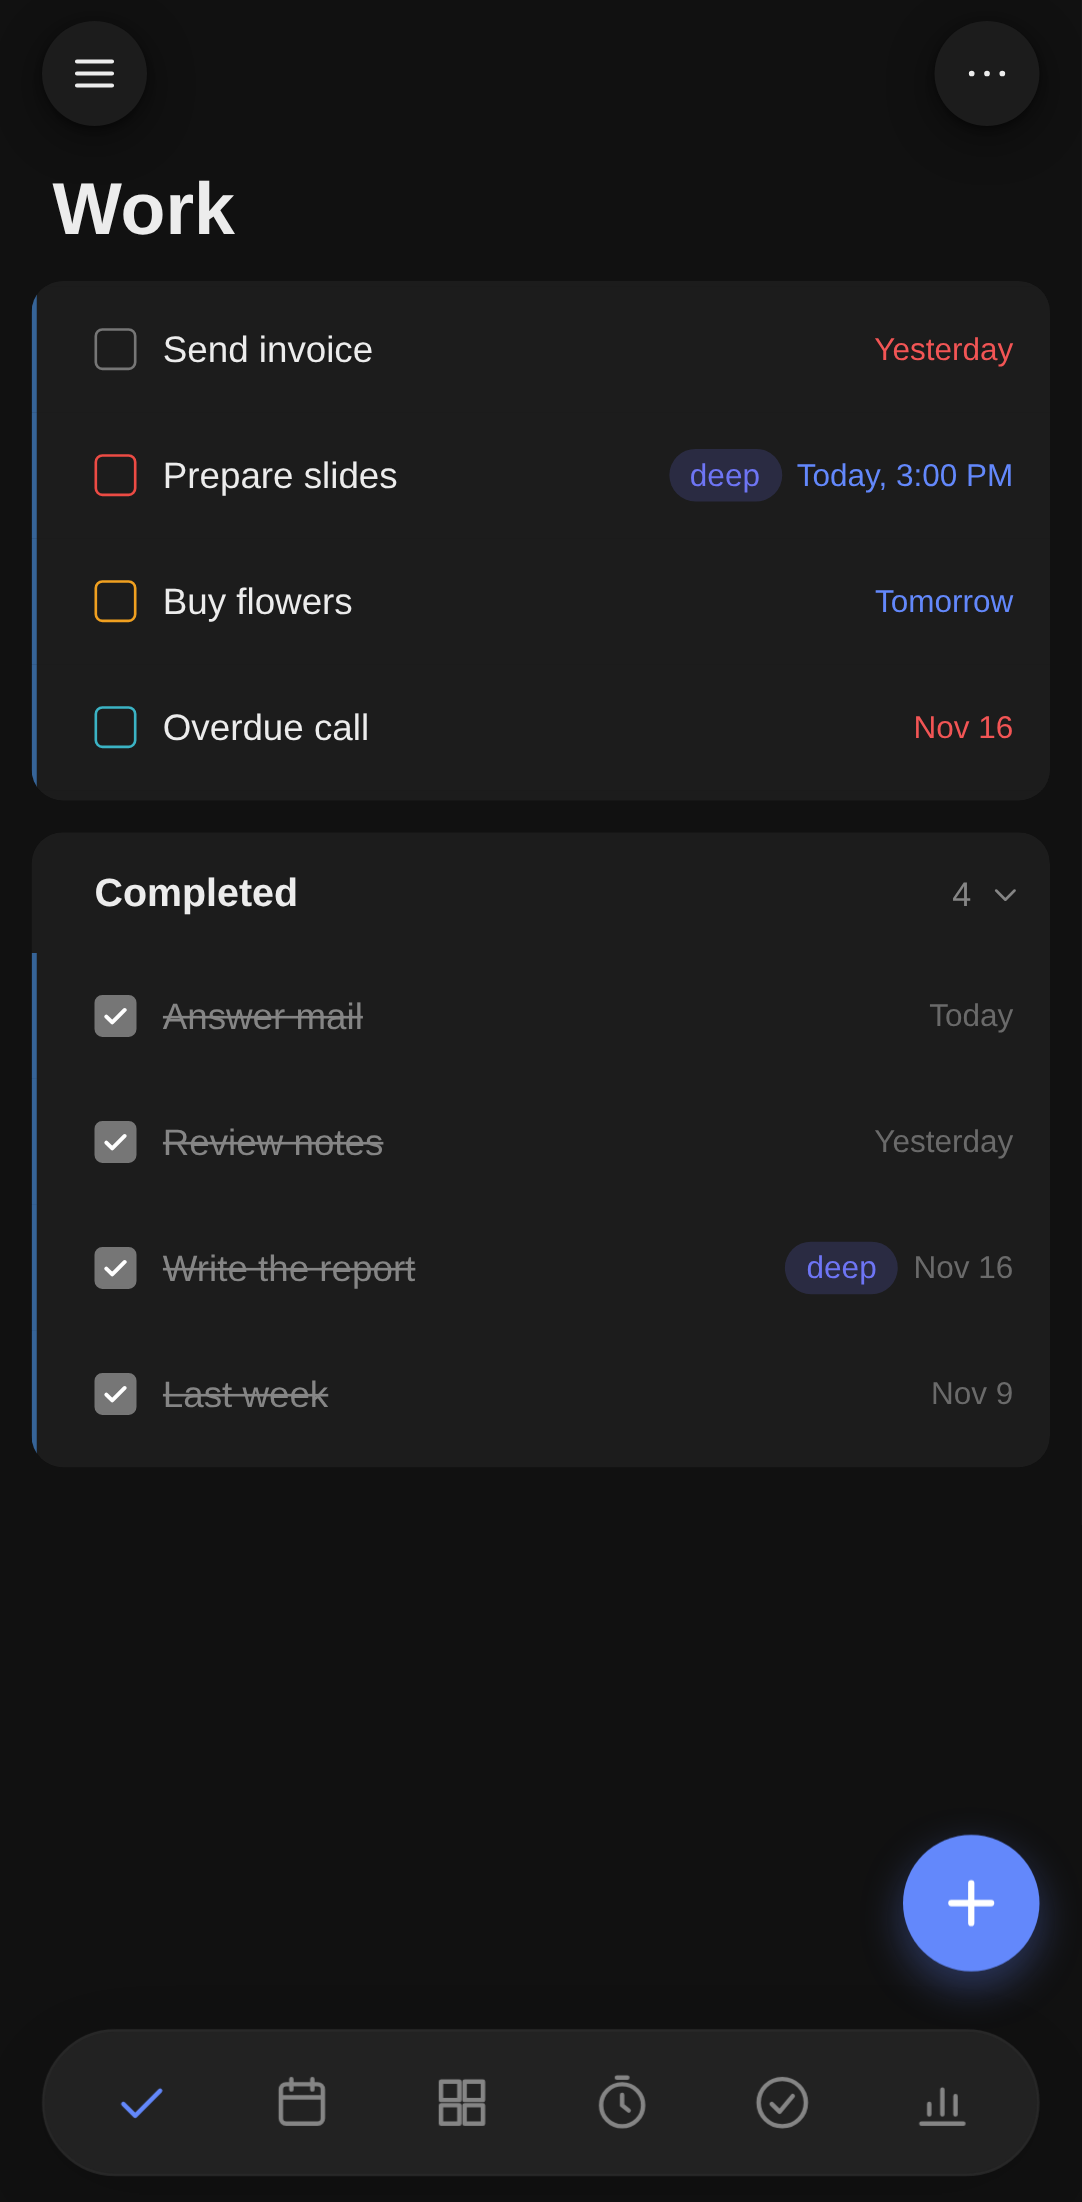 Work
Send invoice Yesterday
Prepare slides deep Today, 3:00 PM
Buy flowers Tomorrow
Overdue call Nov 16
Completed 4
Answer mail Today
Review notes Yesterday
Write the report deep Nov 16
Last week Nov 9